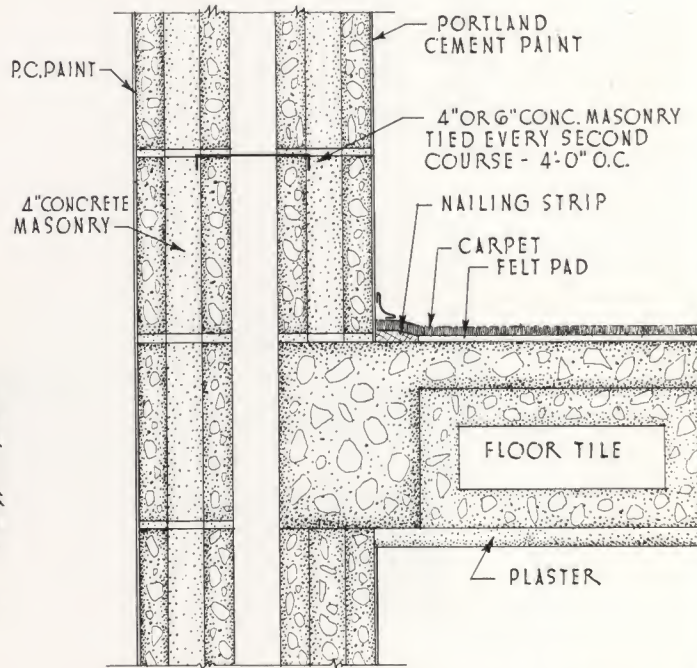 PORTLAND
CEMENT PAINT
P.C. PAINT
4" OR 6" CONC. MASONRY
TIED EVERY SECOND
COURSE - 4'-0" O.C.
4" CONCRETE
MASONRY
NAILING STRIP
CARPET
FELT PAD
FLOOR TILE
PLASTER